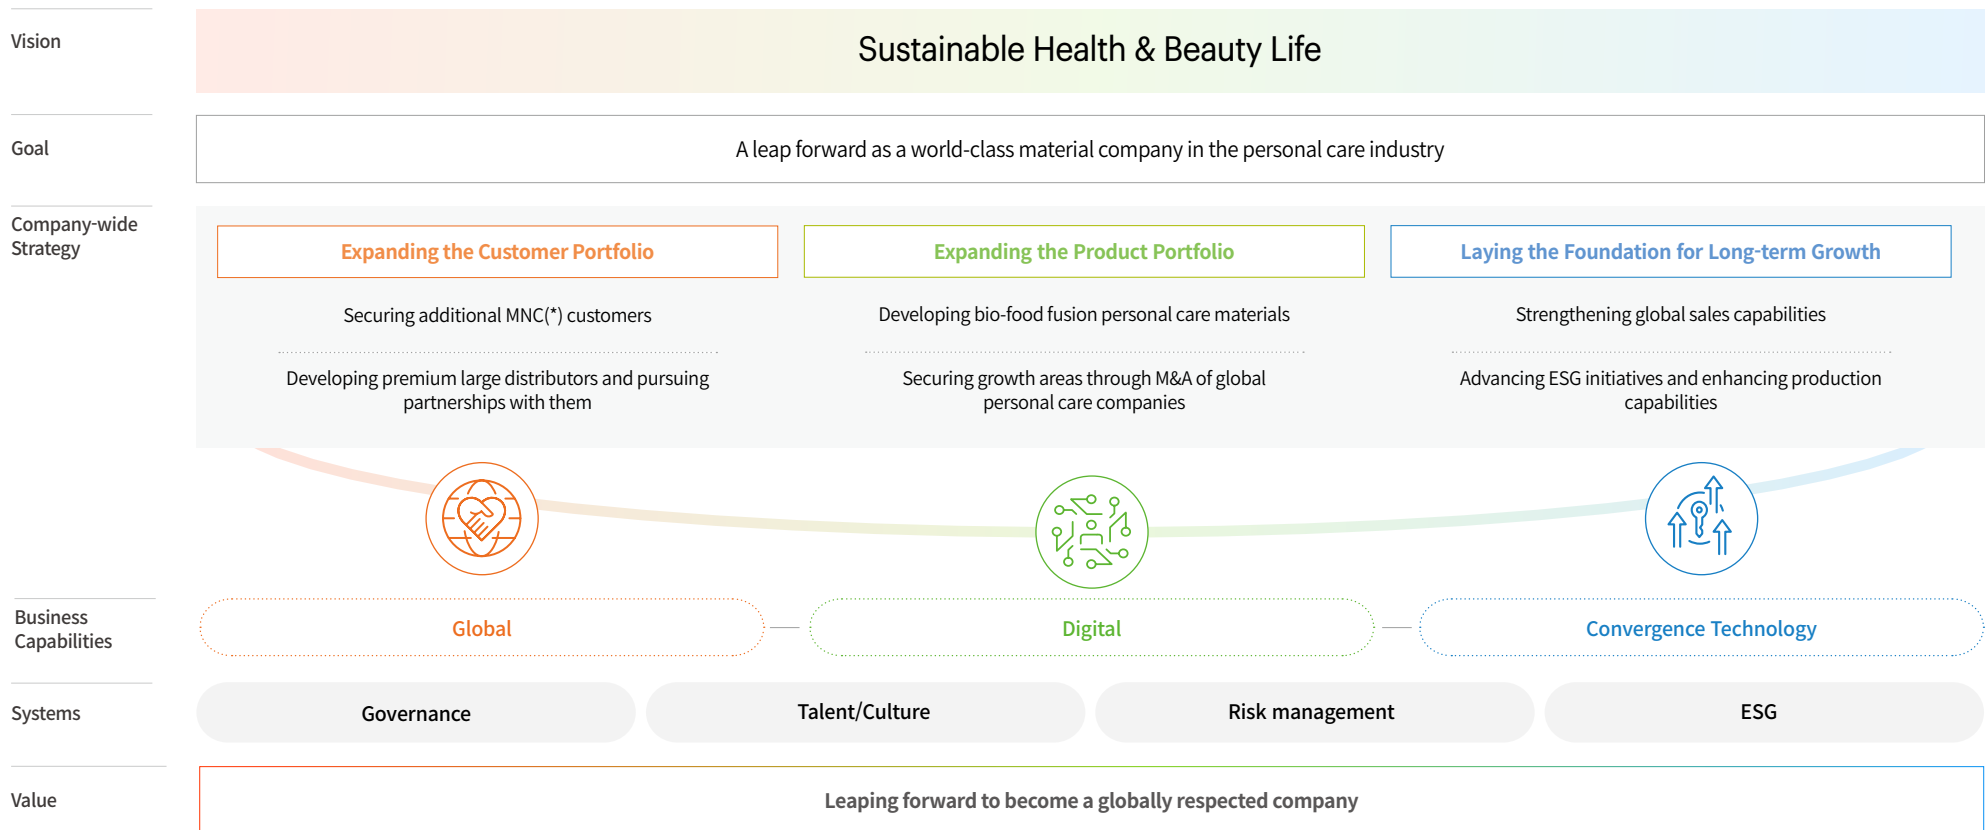 Vision
Sustainable Health & Beauty Life
Goal
A leap forward as a world-class material company in the personal care industry
Company-wide
Strategy
Expanding the Customer Portfolio
Securing additional MNC(*) customers
Developing premium large distributors and pursuing
partnerships with them
Expanding the Product Portfolio
Developing bio-food fusion personal care materials
Securing growth areas through M&A of global
personal care companies
Laying the Foundation for Long-term Growth
Strengthening global sales capabilities
Advancing ESG initiatives and enhancing production
capabilities
Business
Capabilities
Global
Digital
Convergence Technology
Systems
Governance
Talent/Culture
Risk management
ESG
Value
Leaping forward to become a globally respected company